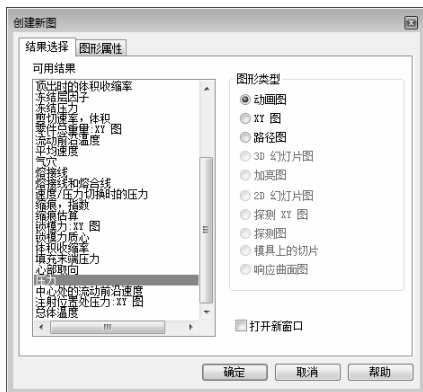 创建新图
结果选择 图形属性
可用结果
顶出时的体积收缩率
冻结层因子
冻结压力
剪切速率，体积
零件总重量:XY 图
流动前沿温度
平均速度
气穴
熔接线
熔接线和熔合线
速度/压力切换时的压力
缩痕，指数
缩痕估算
锁模力:XY 图
锁模力质心
体积收缩率
填充末端压力
心部取向
压力
中心处的流动前沿速度
注射位置处压力:XY 图
总体温度
图形类型
动画图
XY 图
路径图
3D 幻灯片图
加亮图
2D 幻灯片图
探测 XY 图
探测图
模具上的切片
响应曲面图
打开新窗口
确定 取消 帮助